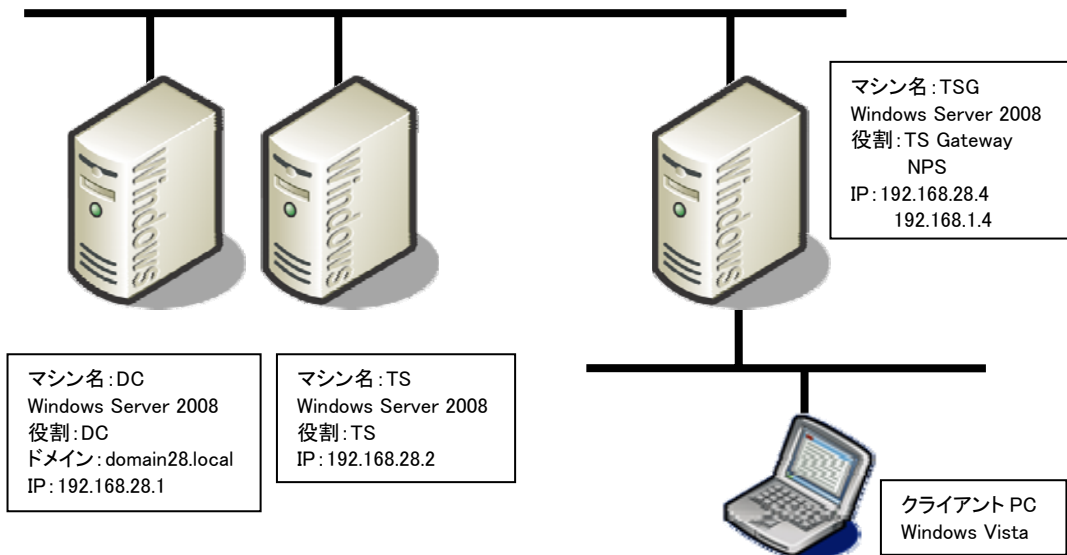 Windows
Windows
Windows
マシン名:TSG
Windows Server 2008
役割:TS Gateway
NPS
IP:192.168.28.4
192.168.1.4
マシン名:DC
Windows Server 2008
役割:DC
ドメイン:domain28.local
IP:192.168.28.1
マシン名:TS
Windows Server 2008
役割:TS
IP:192.168.28.2
クライアント PC
Windows Vista